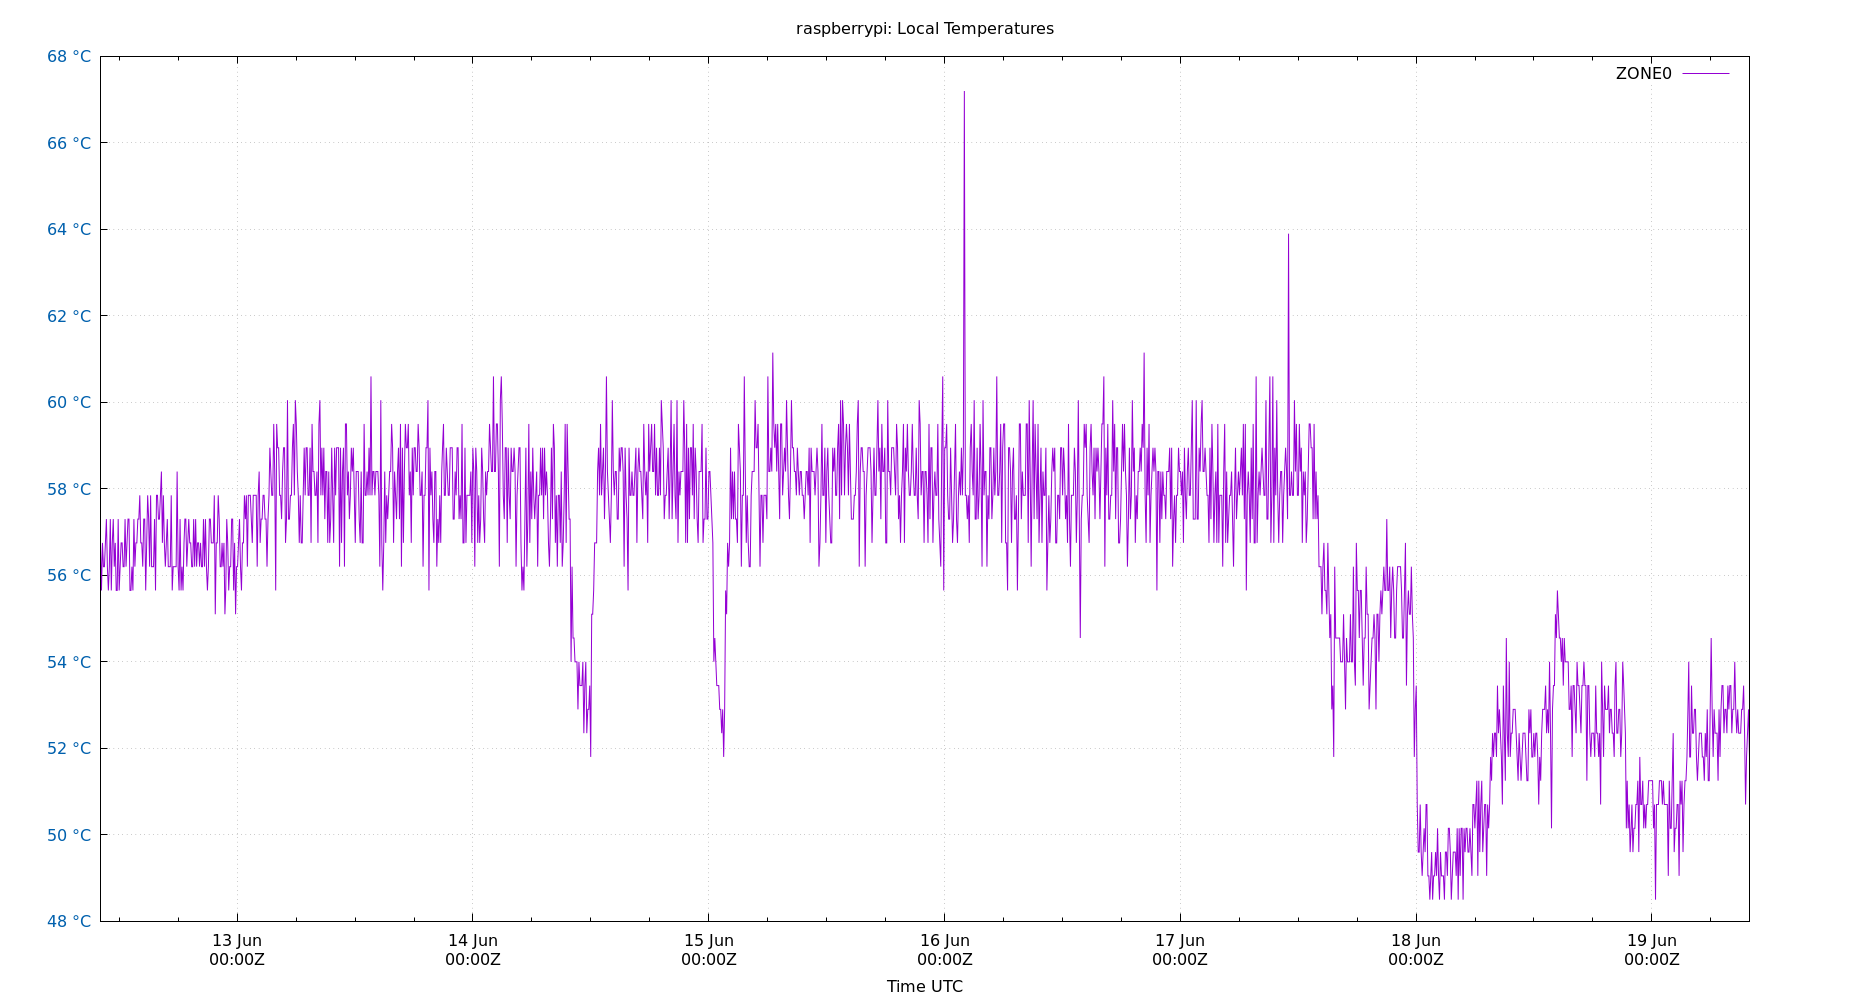 raspberrypi: Local Temperatures
ZONE0
68 °C
66 °C
64 °C
62 °C
60 °C
58 °C
56 °C
54 °C
52 °C
50 °C
48 °C
13 Jun
00:00Z
14 Jun
00:00Z
15 Jun
00:00Z
16 Jun
00:00Z
17 Jun
00:00Z
18 Jun
00:00Z
19 Jun
00:00Z
Time UTC